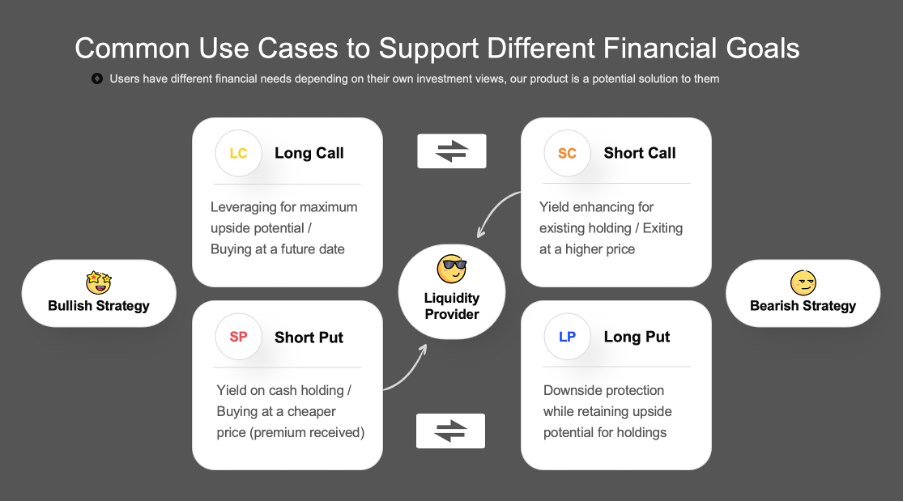 Common Use Cases to Support Different Financial Goals
Users have different financial needs depending on their own investment views, our product is a potential solution to them
LC
Long Call
Leveraging for maximum
upside potential /
Buying at a future date
SC
Short Call
Yield enhancing for
existing holding / Exiting
at a higher price
Bullish Strategy
Liquidity
Provider
Bearish Strategy
SP
Short Put
Yield on cash holding /
Buying at a cheaper
price (premium received)
LP
Long Put
Downside protection
while retaining upside
potential for holdings